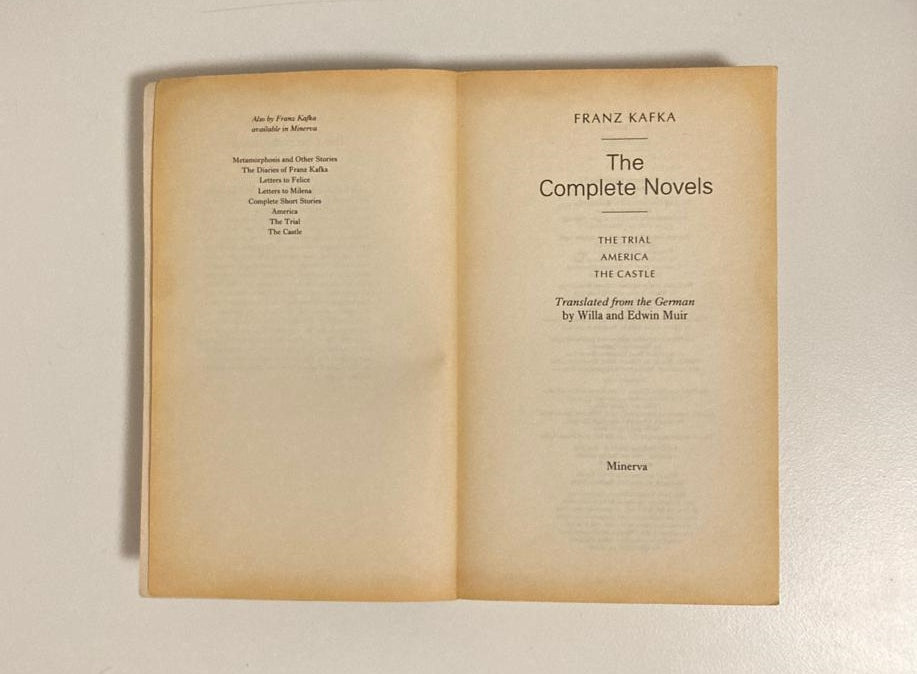 Also by Franz Kafka
available in Minerva
Metamorphosis and Other Stories
The Diaries of Franz Kafka
Letters to Felice
Letters to Milena
Complete Short Stories
America
The Trial
The Castle
FRANZ KAFKA
The
Complete Novels
THE TRIAL
AMERICA
THE CASTLE
Translated from the German
by Willa and Edwin Muir
Minerva